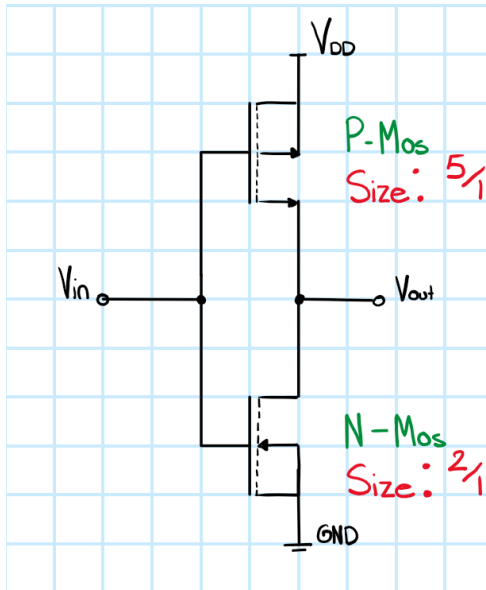 VDD
P-Mos
Size: 5/1
Vin
Vout
N-Mos
Size: 2/1
GND